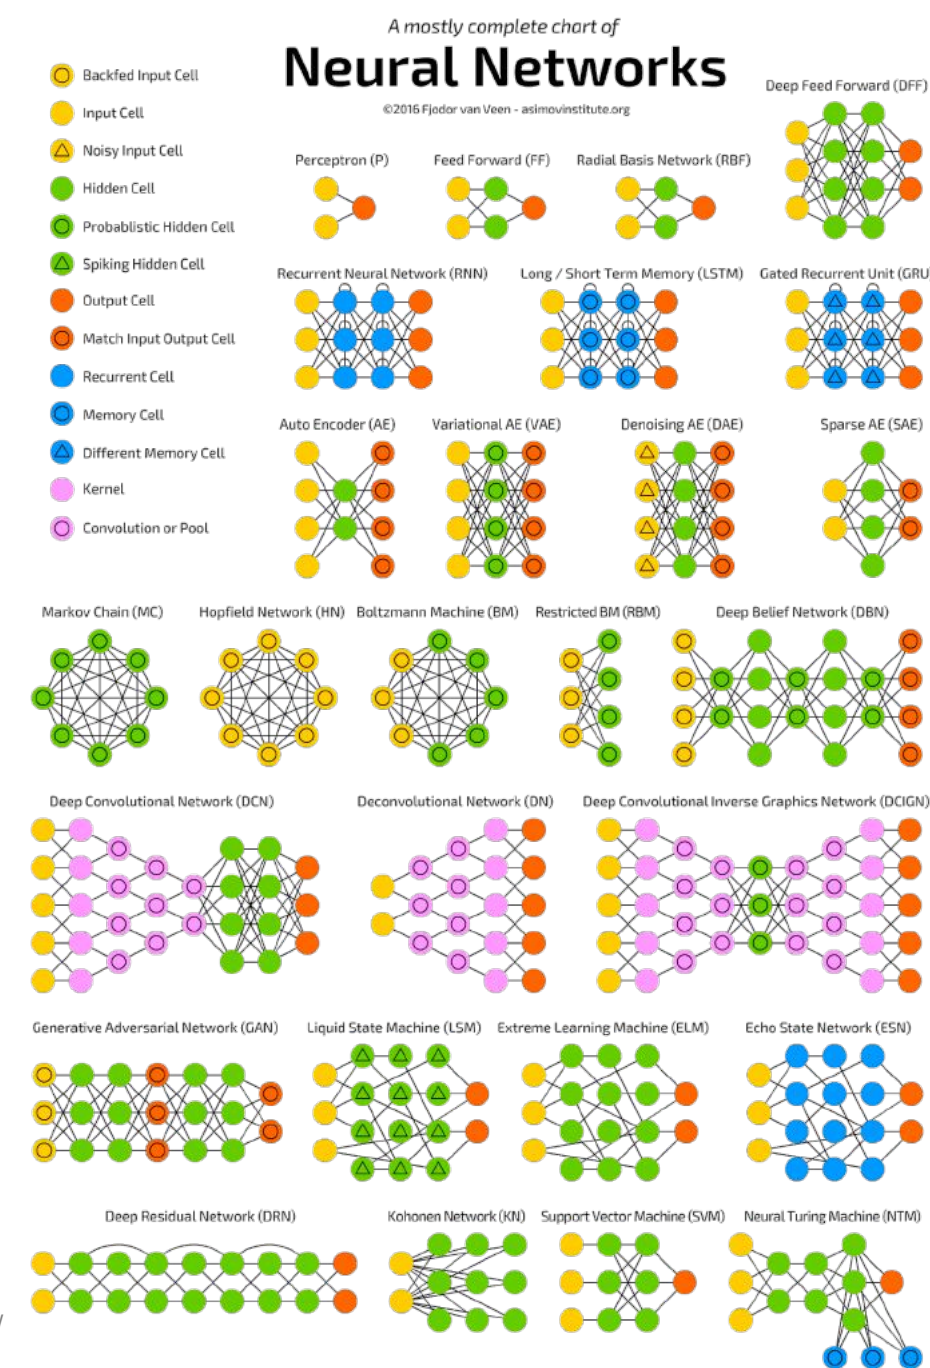 A mostly complete chart of
Neural Networks
©2016 Fjodor van Veen - asimovinstitute.org
Backfed Input Cell
Input Cell
Noisy Input Cell
Hidden Cell
Probablistic Hidden Cell
Spiking Hidden Cell
Output Cell
Match Input Output Cell
Recurrent Cell
Memory Cell
Different Memory Cell
Kernel
Convolution or Pool
Deep Feed Forward (DFF)
Perceptron (P)
Feed Forward (FF)
Radial Basis Network (RBF)
Recurrent Neural Network (RNN)
Long / Short Term Memory (LSTM)
Gated Recurrent Unit (GRU)
Auto Encoder (AE)
Variational AE (VAE)
Denoising AE (DAE)
Sparse AE (SAE)
Markov Chain (MC)
Hopfield Network (HN)
Boltzmann Machine (BM)
Restricted BM (RBM)
Deep Belief Network (DBN)
Deep Convolutional Network (DCN)
Deconvolutional Network (DN)
Deep Convolutional Inverse Graphics Network (DCIGN)
Generative Adversarial Network (GAN)
Liquid State Machine (LSM)
Extreme Learning Machine (ELM)
Echo State Network (ESN)
Deep Residual Network (DRN)
Kohonen Network (KN)
Support Vector Machine (SVM)
Neural Turing Machine (NTM)